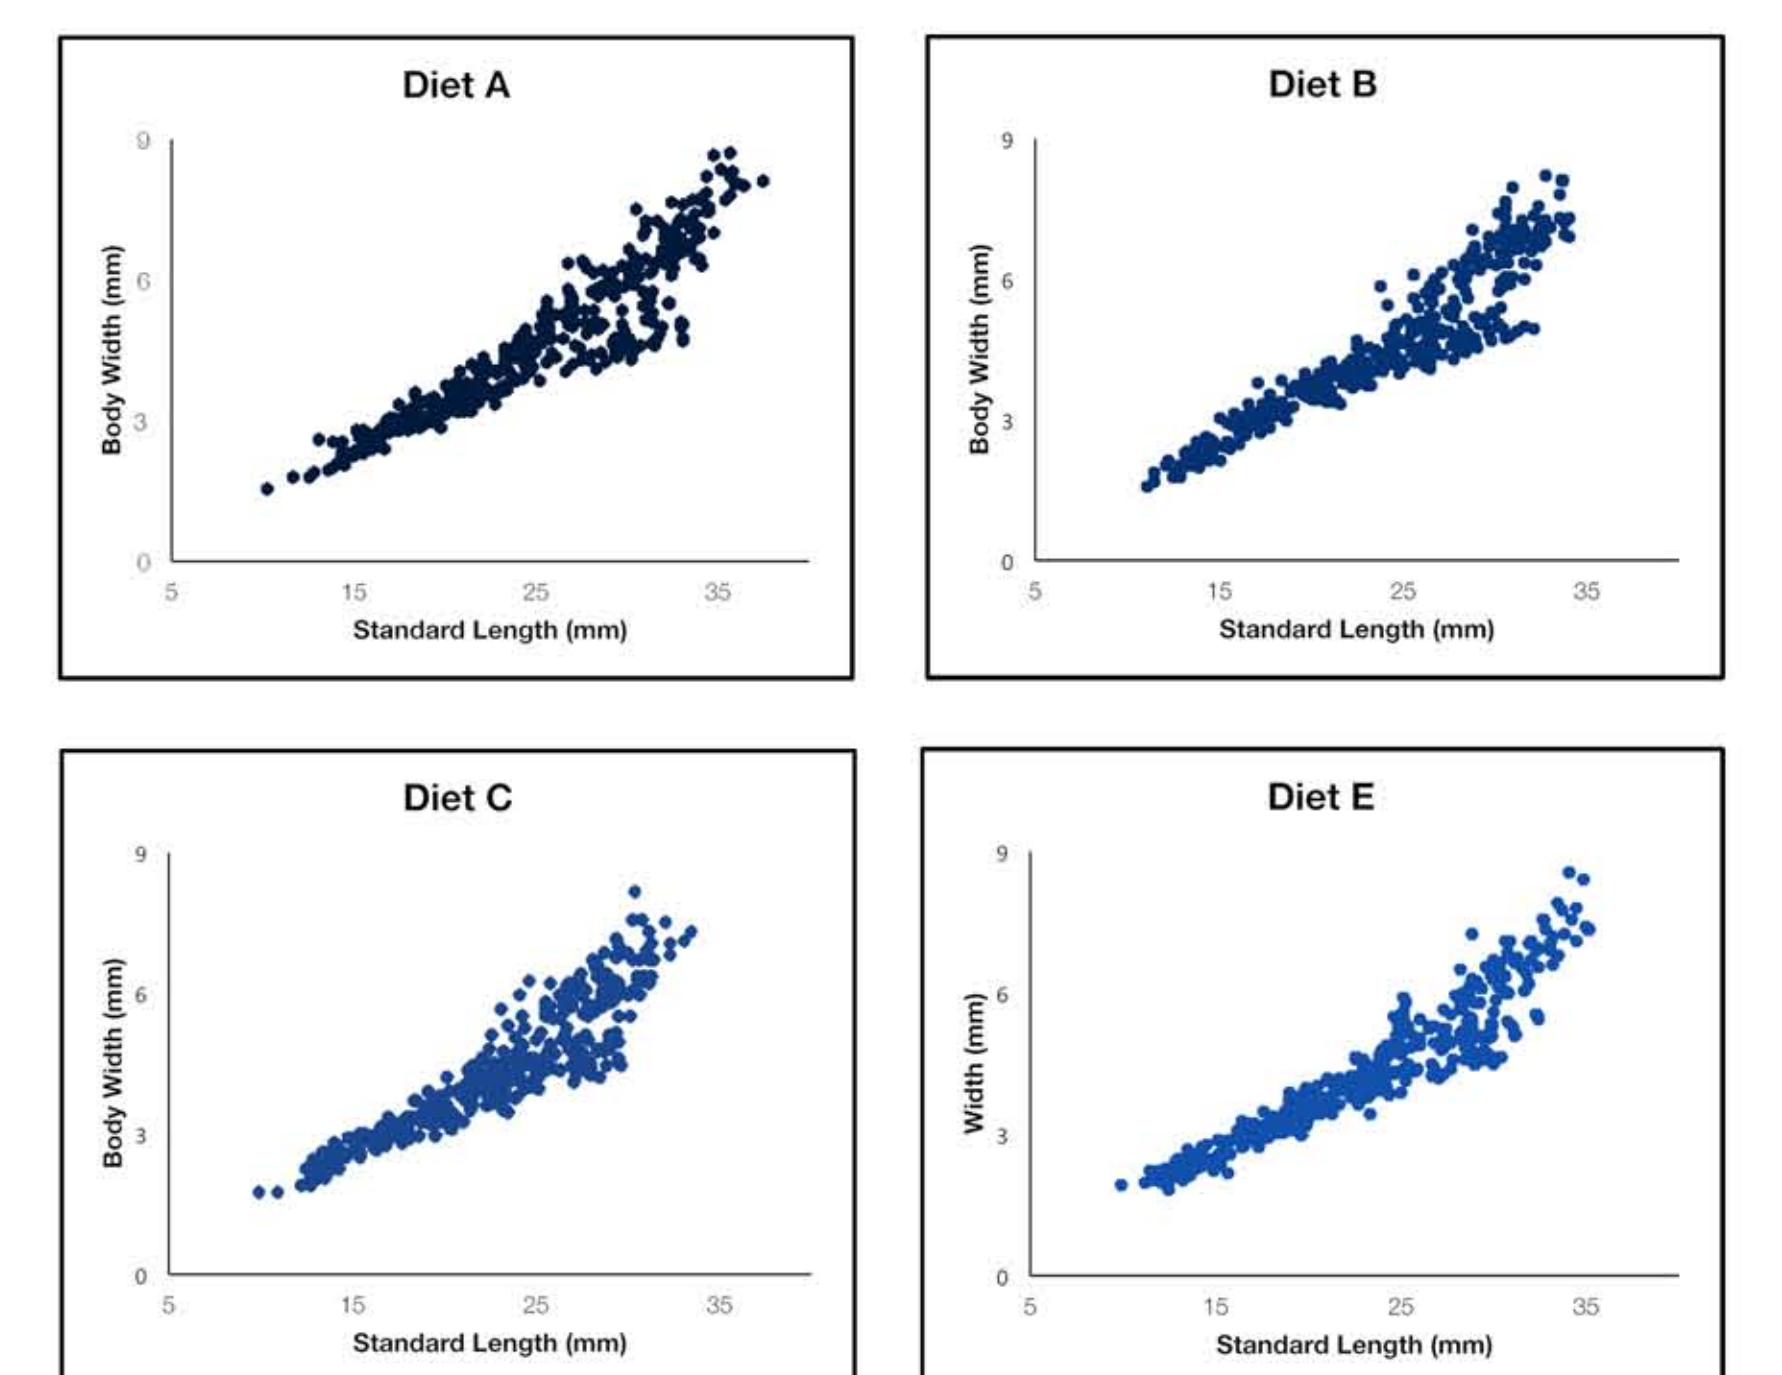 Diet A
9
6
3
0
Body Width (mm)
5 15 25 35
Standard Length (mm)
Diet B
9
6
3
0
Body Width (mm)
5 15 25 35
Standard Length (mm)
Diet C
9
6
3
0
Body Width (mm)
5 15 25 35
Standard Length (mm)
Diet E
9
6
3
0
Width (mm)
5 15 25 35
Standard Length (mm)